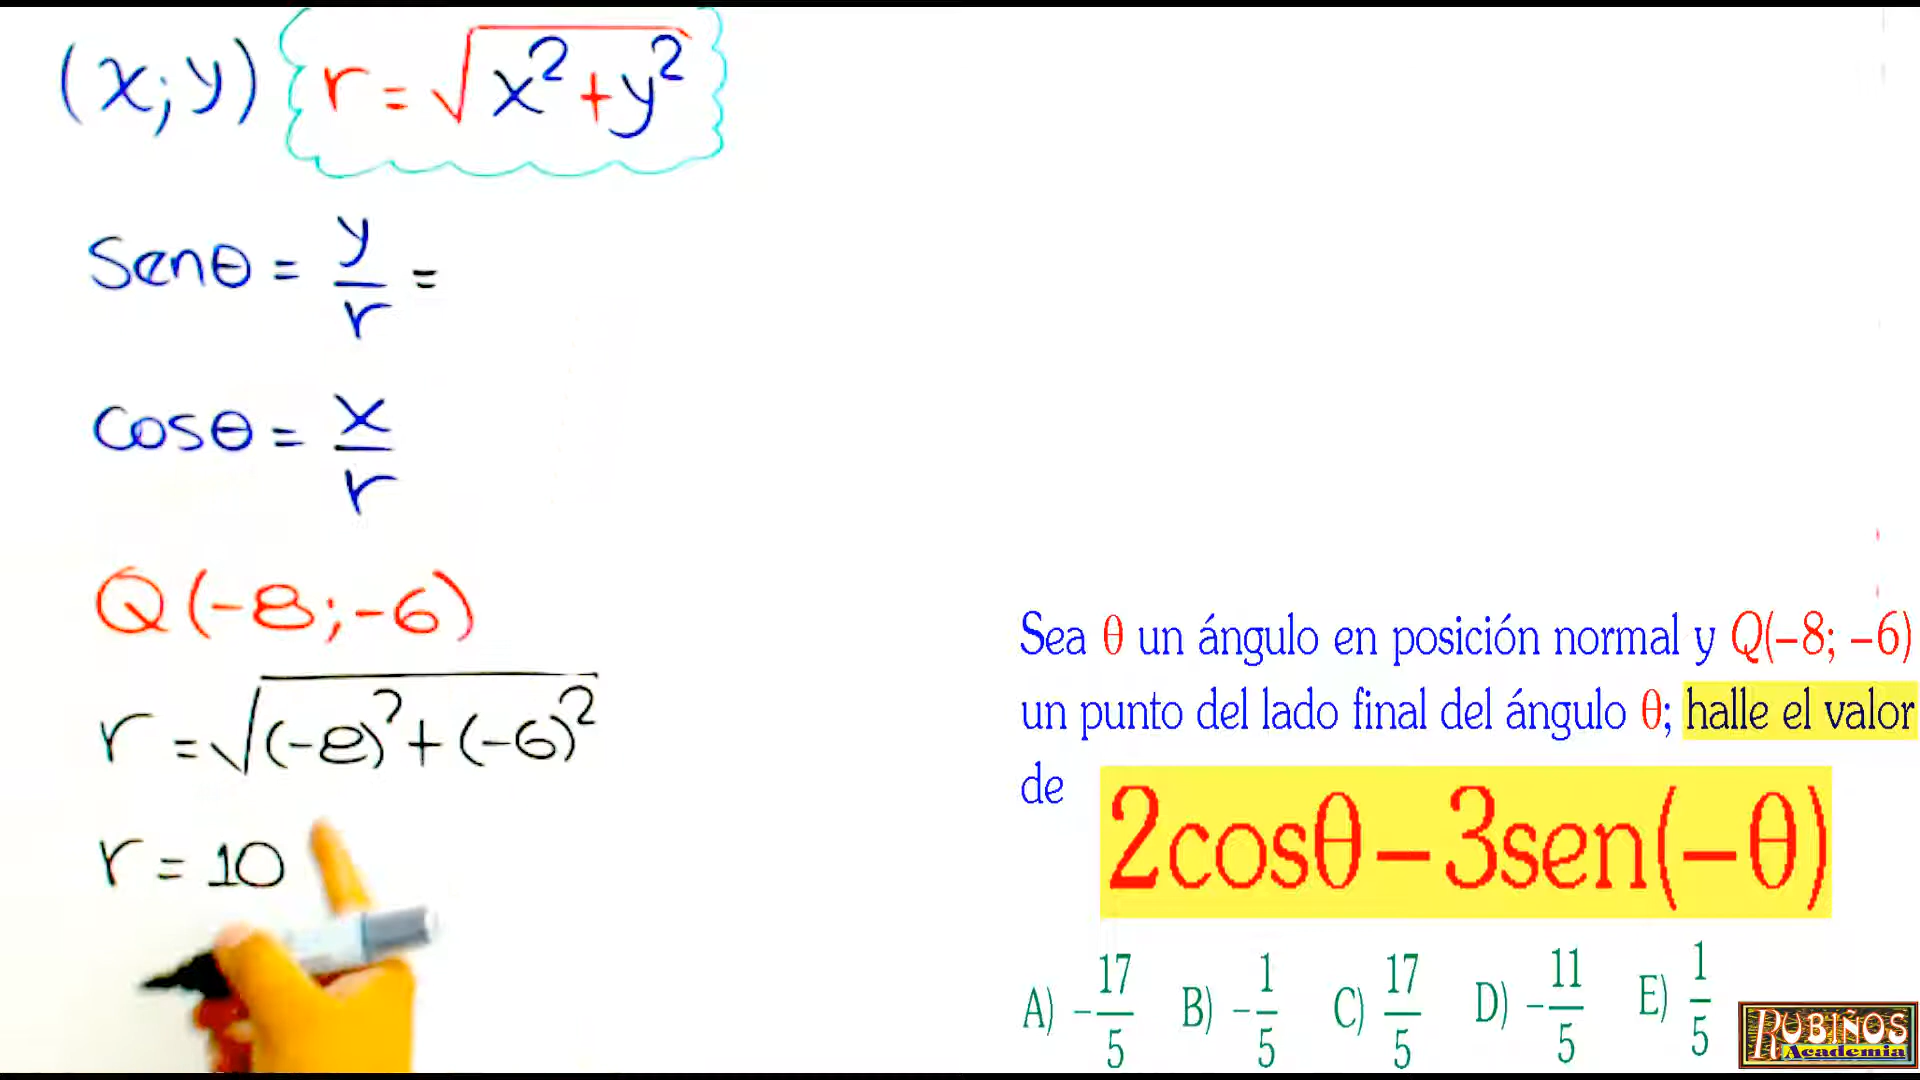 (x;y) r = √x²+y²
Senθ = y/r =
Cosθ = x/r
Q(-8;-6)
r = √(-8)²+(-6)²
r = 10
Sea θ un ángulo en posición normal y Q(−8; −6)
un punto del lado final del ángulo θ; halle el valor
de 2cosθ−3sen(−θ)
A) -17/5 B) -1/5 C) 17/5 D) -11/5 E) 1/5
RUBIÑOS
Academia